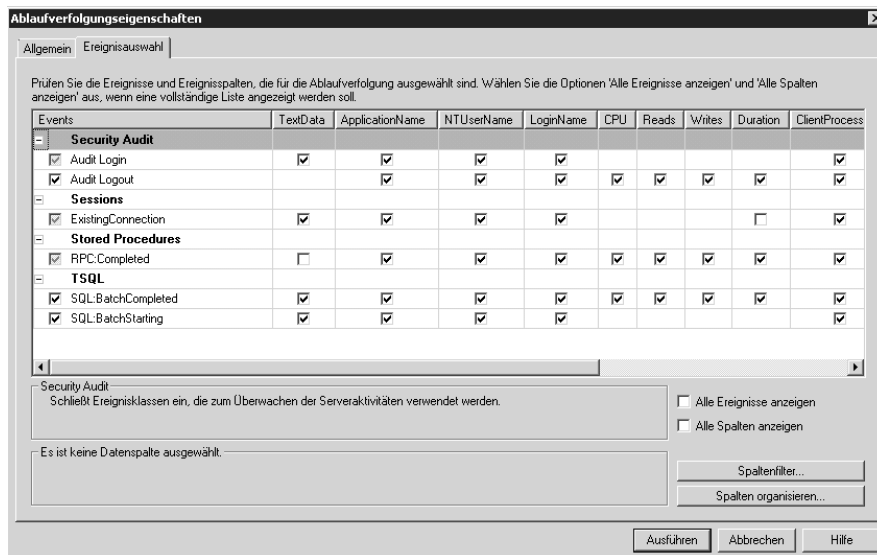 Ablaufverfolgungseigenschaften
Allgemein Ereignisauswahl
Prüfen Sie die Ereignisse und Ereignisspalten, die für die Ablaufverfolgung ausgewählt sind. Wählen Sie die Optionen 'Alle Ereignisse anzeigen' und 'Alle Spalten
anzeigen' aus, wenn eine vollständige Liste angezeigt werden soll.
Events TextData ApplicationName NTUserName LoginName CPU Reads Writes Duration ClientProcess
Security Audit
Audit Login
Audit Logout
Sessions
ExistingConnection
Stored Procedures
RPC:Completed
TSQL
SQL:BatchCompleted
SQL:BatchStarting
Security Audit
Schließt Ereignisklassen ein, die zum Überwachen der Serveraktivitäten verwendet werden.
Alle Ereignisse anzeigen
Alle Spalten anzeigen
Es ist keine Datenspalte ausgewählt.
Spaltenfilter...
Spalten organisieren...
Ausführen Abbrechen Hilfe